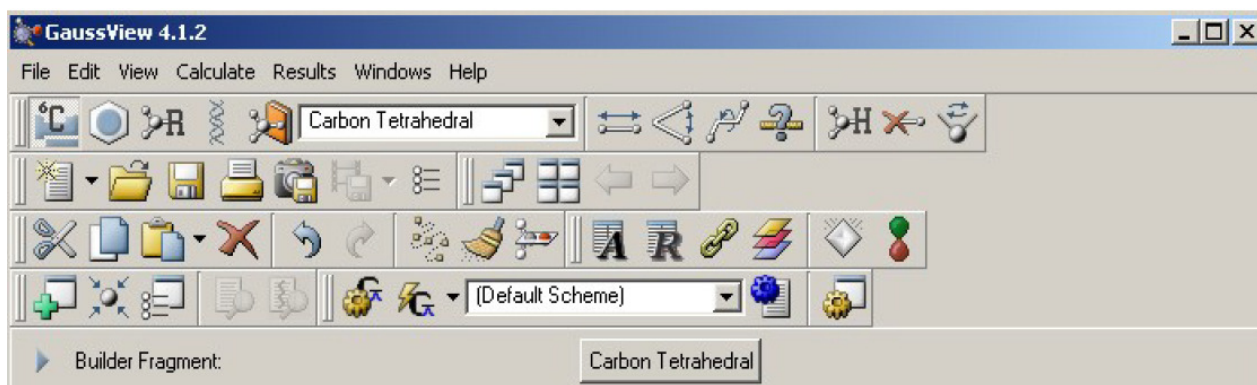 GaussView 4.1.2
File Edit View Calculate Results Windows Help
6C R Carbon Tetrahedral ? H
A R
(Default Scheme)
Builder Fragment: Carbon Tetrahedral